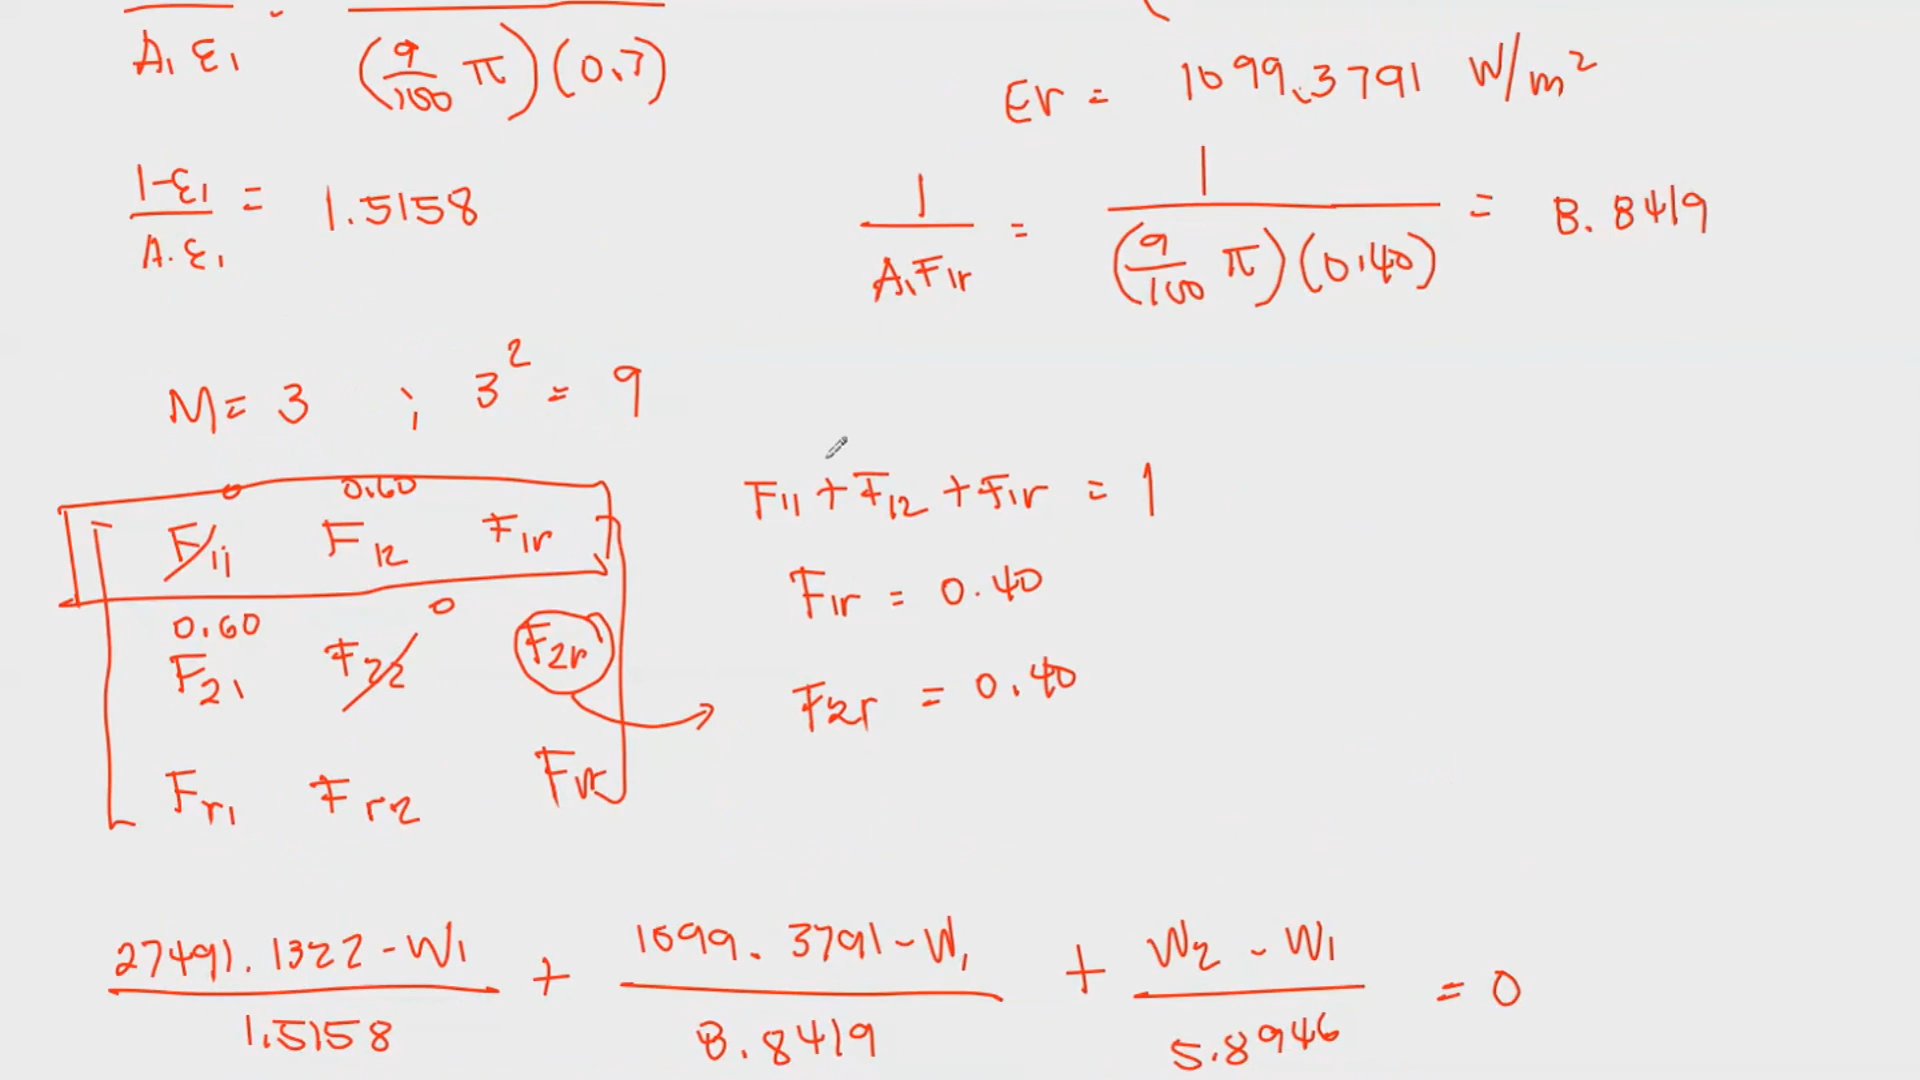 A₁ ε₁ (9/100 π)(0.7)
Er = 1099.3791 W/m²
1-ε₁/A₁ε₁ = 1.5158
1/A₁F1r = 1/(9/100 π)(0.40) = 8.8419
M = 3 ; 3² = 9
F11 + F12 + F1r = 1
0 0.60
F11 F12 F1r
F1r = 0.40
0.60 0
F21 F22 F2r
F2r = 0.40
Fr1 Fr2 Frr
27491.1322 - W1/1.5158 + 1099.3791 - W1/8.8419 + W2 - W1/5.8946 = 0